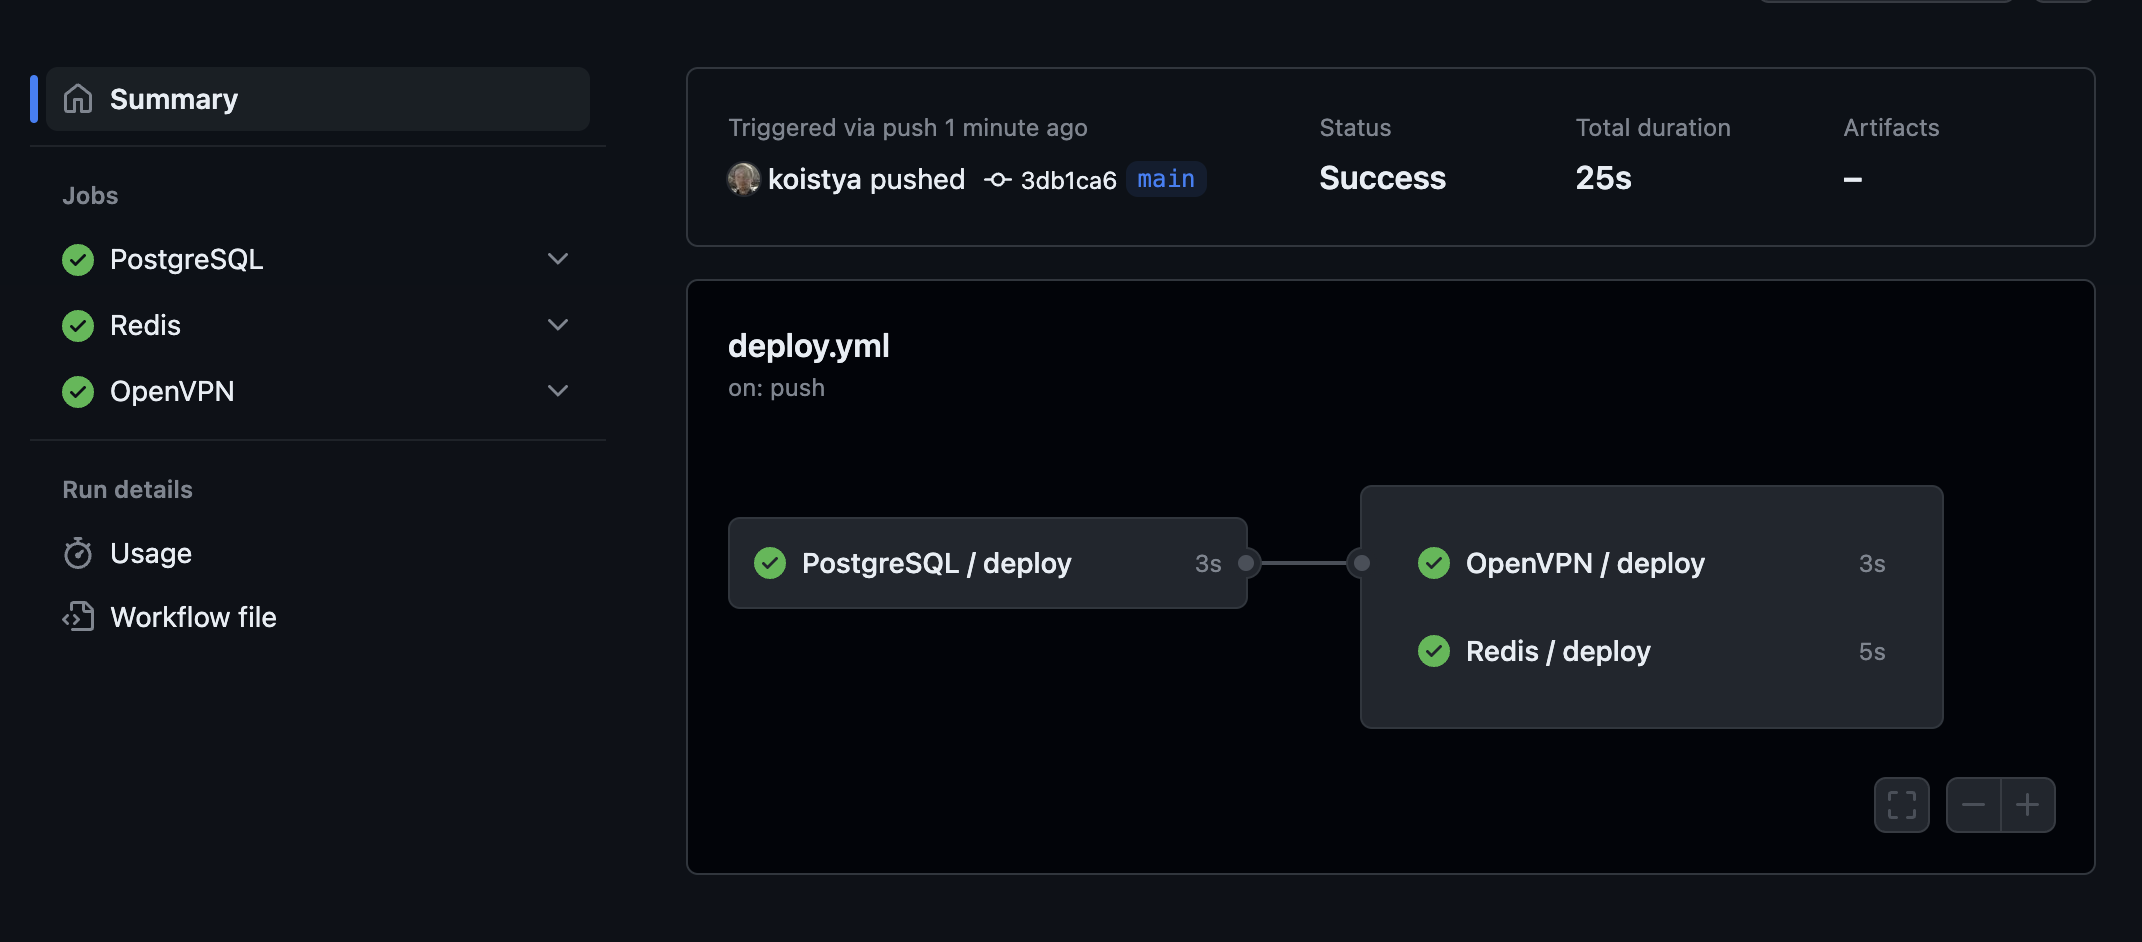 Summary
Jobs
PostgreSQL
Redis
OpenVPN
Run details
Usage
Workflow file
Triggered via push 1 minute ago
koistya pushed 3db1ca6 main
Status
Success
Total duration
25s
Artifacts
–
deploy.yml
on: push
PostgreSQL / deploy 3s
OpenVPN / deploy 3s
Redis / deploy 5s